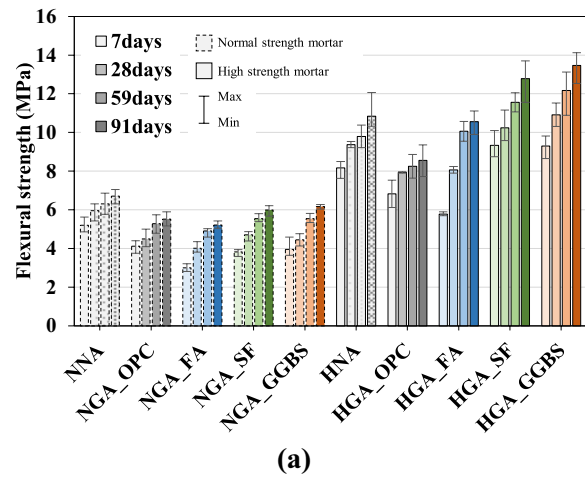 16
14
12
10
8
6
4
2
0
Flexural strength (MPa)
7days
28days
59days
91days
Normal strength mortar
High strength mortar
Max
Min
NNA
NGA_OPC
NGA_FA
NGA_SF
NGA_GGBS
HNA
HGA_OPC
HGA_FA
HGA_SF
HGA_GGBS
(a)